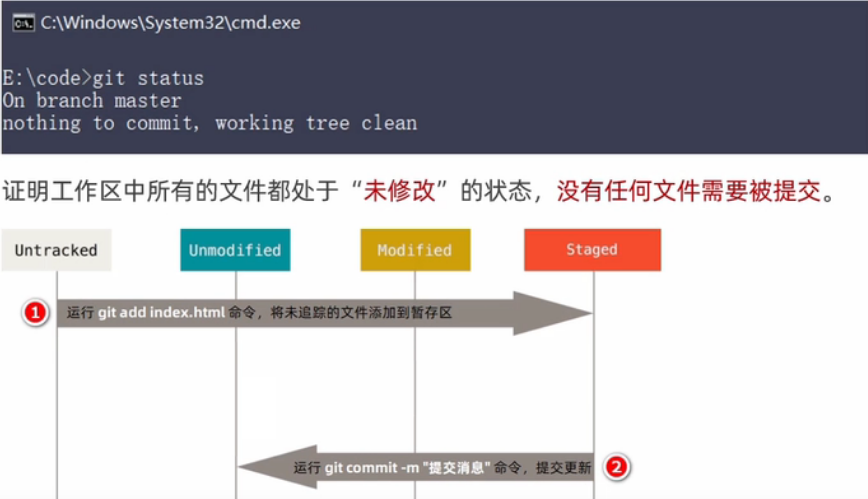 C:\Windows\System32\cmd.exe
E:\code>git status
On branch master
nothing to commit, working tree clean
证明工作区中所有的文件都处于“未修改”的状态，没有任何文件需要被提交。
Untracked
Unmodified
Modified
Staged
1 运行 git add index.html 命令，将未追踪的文件添加到暂存区
运行 git commit -m "提交消息" 命令，提交更新 2